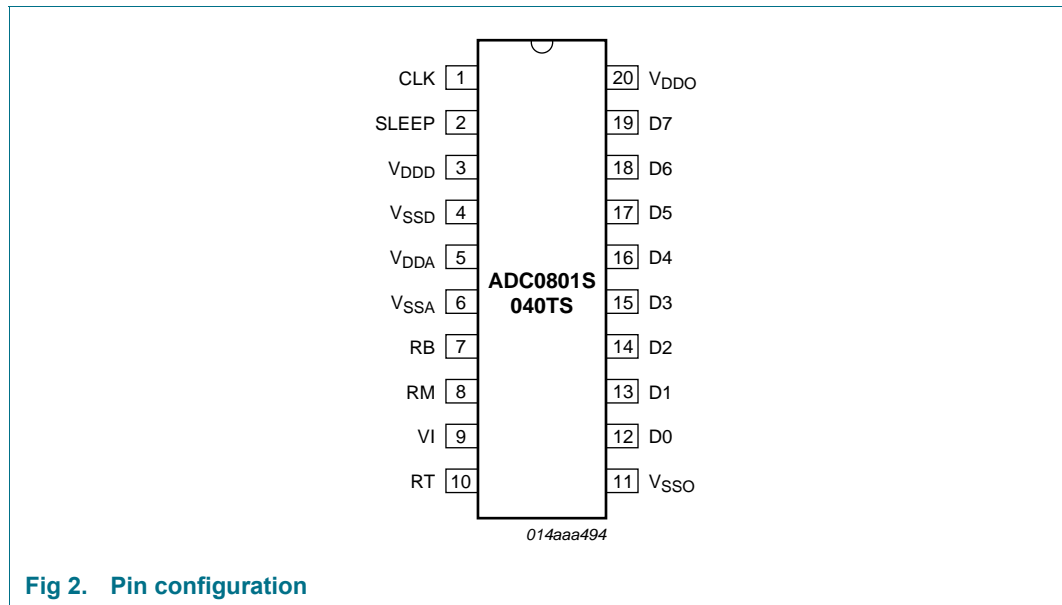 CLK 1 20 VDDO
SLEEP 2 19 D7
VDDD 3 18 D6
VSSD 4 17 D5
VDDA 5 16 D4
ADC0801S
040TS
VSSA 6 15 D3
RB 7 14 D2
RM 8 13 D1
VI 9 12 D0
RT 10 11 VSSO
014aaa494
Fig 2. Pin configuration